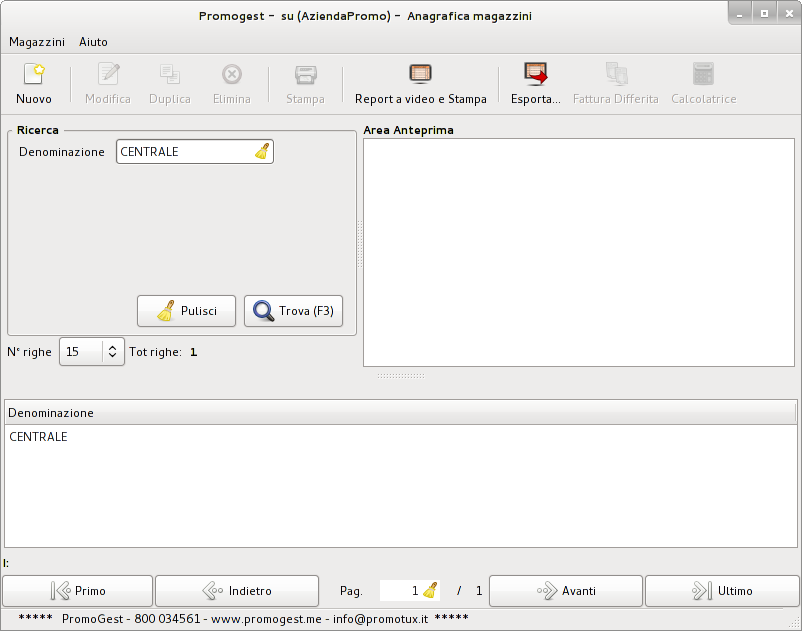 Promogest - su (AziendaPromo) - Anagrafica magazzini
Magazzini Aiuto
Nuovo Modifica Duplica Elimina Stampa Report a video e Stampa Esporta... Fattura Differita Calcolatrice
Ricerca
Area Anteprima
Denominazione CENTRALE
Pulisci Trova (F3)
N° righe 15 Tot righe: 1
Denominazione
CENTRALE
I:
Primo Indietro Pag. 1 / 1 Avanti Ultimo
***** PromoGest - 800 034561 - www.promogest.me - info@promotux.it *****